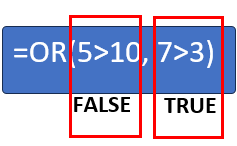 =OR(5>10, 7>3)
FALSE TRUE